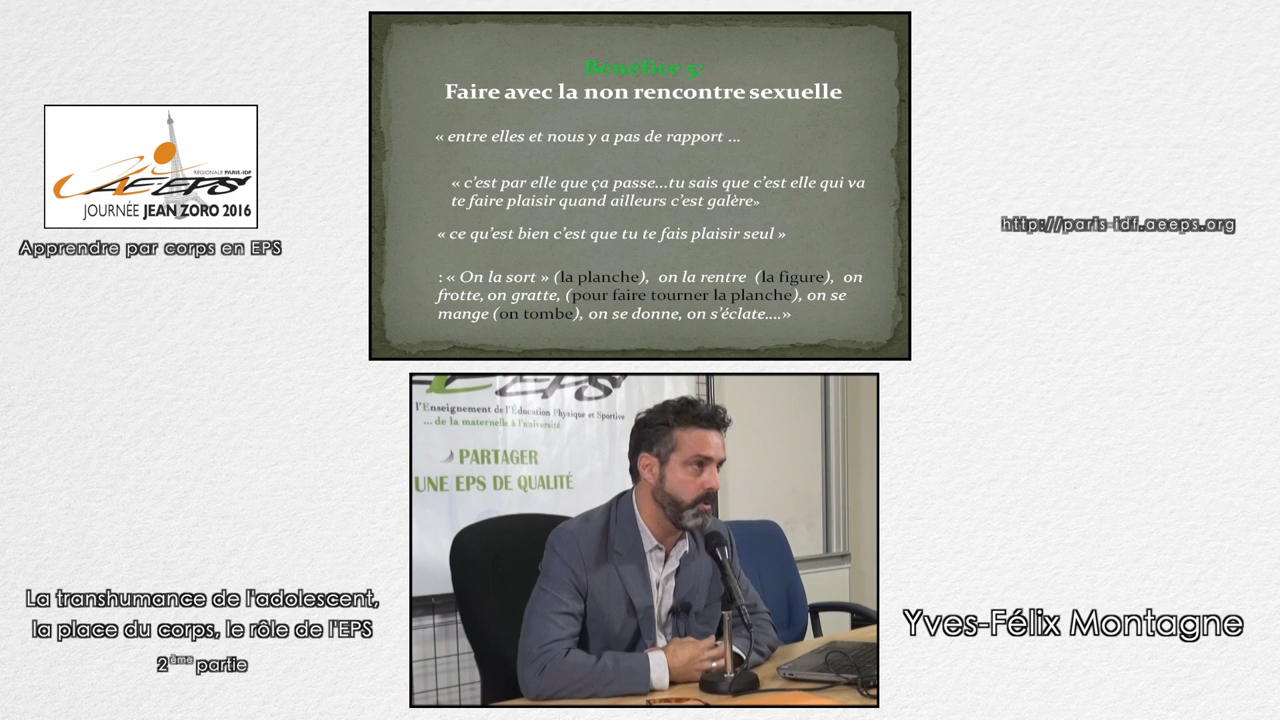 Bénéfice 5:
Faire avec la non rencontre sexuelle
« entre elles et nous y a pas de rapport ...
« c’est par elle que ça passe...tu sais que c’est elle qui va
te faire plaisir quand ailleurs c’est galère»
« ce qu’est bien c’est que tu te fais plaisir seul »
: « On la sort » (la planche), on la rentre (la figure), on
frotte, on gratte, (pour faire tourner la planche), on se
mange (on tombe), on se donne, on s’éclate....»
RÉGIONALE PARIS-IDF
AE-EPS
JOURNÉE JEAN ZORO 2016
Apprendre par corps en EPS
http://paris-idf.aeeps.org
EPS
l'Enseignement de l'Éducation Physique et Sportive
... de la maternelle à l'université
PARTAGER
UNE EPS DE QUALITÉ
La transhumance de l'adolescent,
la place du corps, le rôle de l'EPS
2ème partie
Yves-Félix Montagne